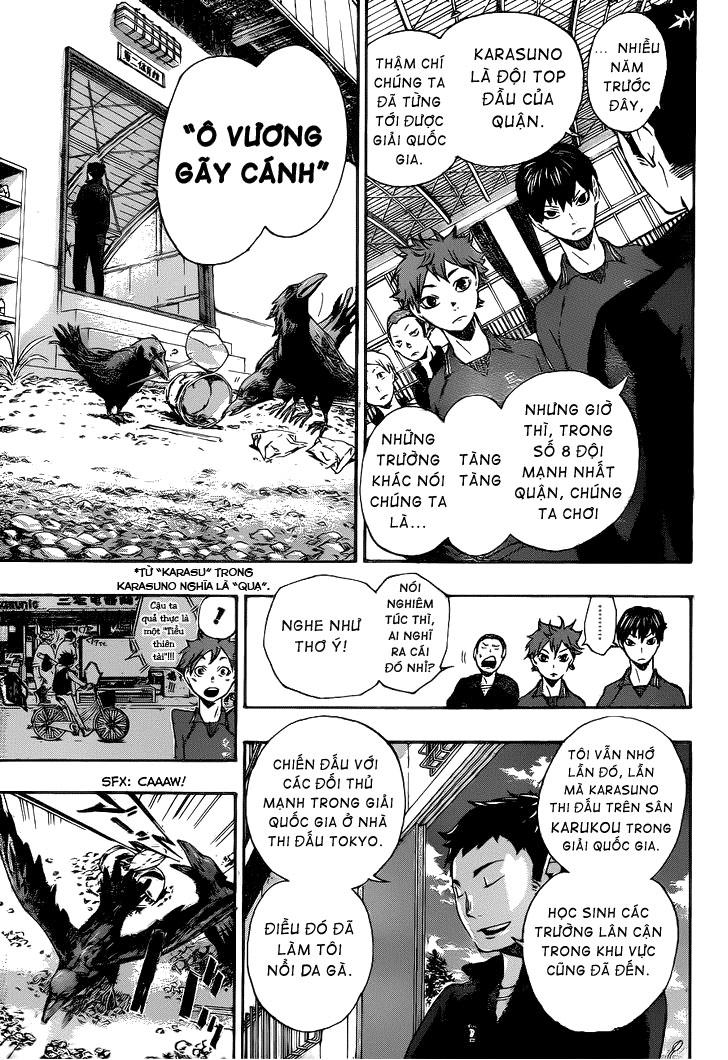 ... NHIỀU
NĂM
TRƯỚC
ĐÂY,
KARASUNO
LÀ ĐỘI TOP
ĐẦU CỦA
QUẬN.
THẬM CHÍ
CHÚNG TA
ĐÃ TỪNG
TỚI ĐƯỢC
GIẢI QUỐC
GIA.
NHƯNG GIỜ
THÌ, TRONG
SỐ 8 ĐỘI
MẠNH NHẤT
QUẬN, CHÚNG
TA CHƠI
TÀNG
TÀNG
NHỮNG
TRƯỜNG
KHÁC NÓI
CHÚNG TA
LÀ...
“Ô VƯƠNG
GÃY CÁNH”
*TỪ “KARASU” TRONG
KARASUNO NGHĨA LÀ “QUẠ”.
.........
NÓI
NGHIÊM
TÚC THÌ,
AI NGHĨ
RA CÁI
ĐÓ NHỈ?
NGHE NHƯ
THƠ Ý!
!
Cậu ta
quả thực là
một "Tiểu
thiên
tài"!!!
TÔI VẪN NHỚ
LẦN ĐÓ, LẦN
MÀ KARASUNO
THI ĐẤU TRÊN SÂN
KARUKOU TRONG
GIẢI QUỐC GIA.
HỌC SINH CÁC
TRƯỜNG LÂN CẬN
TRONG KHU VỰC
CŨNG ĐÃ ĐẾN.
CHIẾN ĐẤU VỚI
CÁC ĐỐI THỦ
MẠNH TRONG GIẢI
QUỐC GIA Ở NHÀ
THI ĐẤU TOKYO.
ĐIỀU ĐÓ ĐÃ
LÀM TÔI
NỔI DA GÀ.
SFX: CAAAW!